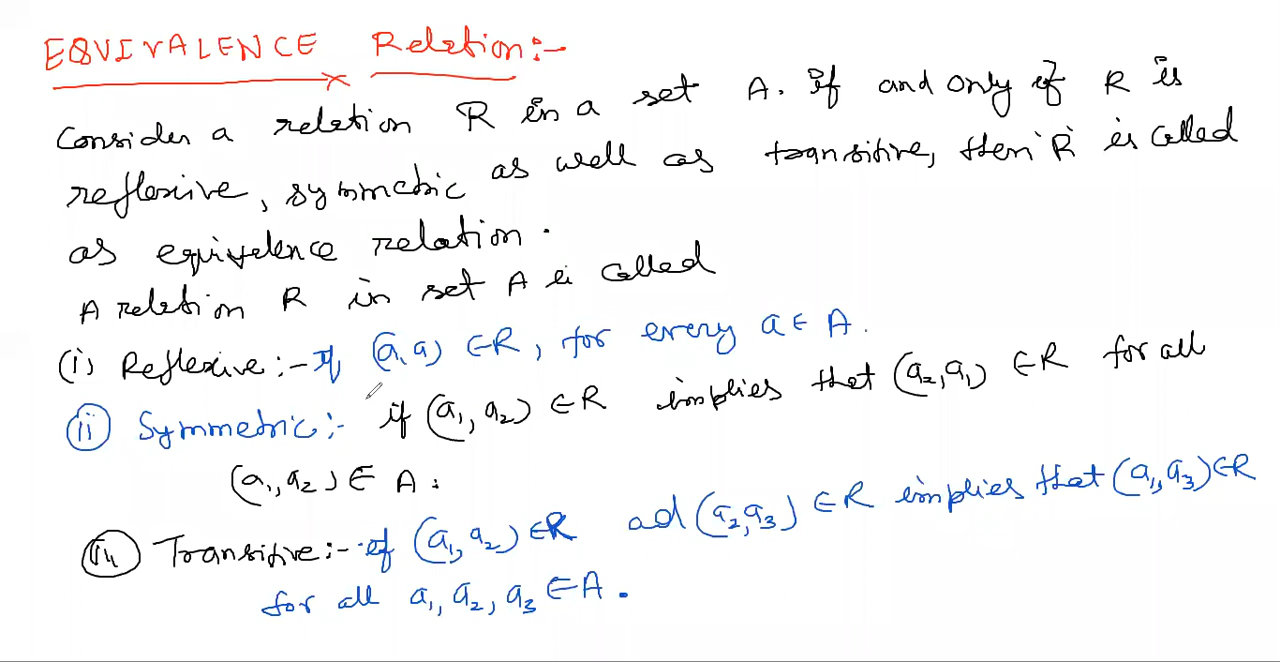 EQUIVALENCE Relation:-
Consider a relation R in a set A. If and only if R is
reflexive, symmetric as well as transitive, then R is called
as equivalence relation.
A relation R in set A is called
(i) Reflexive:- If (a, a) ∈ R, for every a ∈ A.
(ii) Symmetric:- if (a₁, a₂) ∈ R implies that (a₂, a₁) ∈ R for all
(a₁, a₂) ∈ A.
(iii) Transitive:- if (a₁, a₂) ∈ R ad (a₂, a₃) ∈ R implies that (a₁, a₃) ∈ R
for all a₁, a₂, a₃ ∈ A.